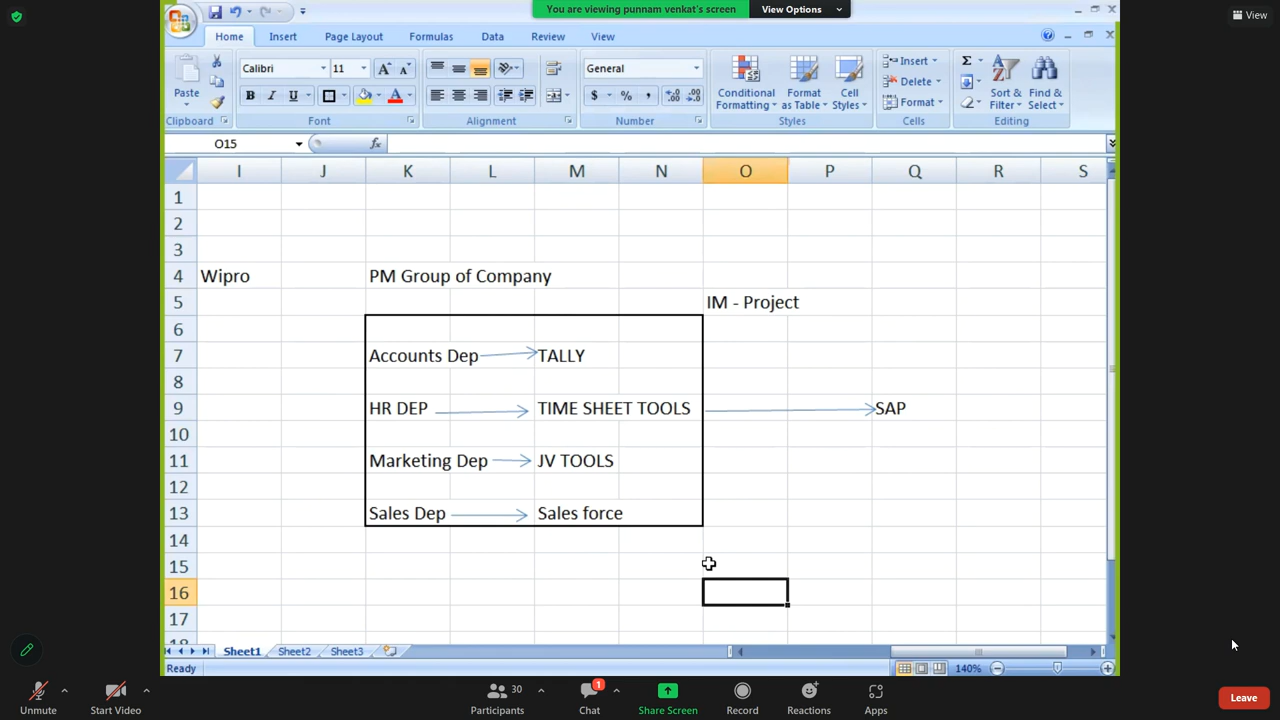 You are viewing punnam venkat's screen
View Options
View
Home Insert Page Layout Formulas Data Review View
Paste
Calibri 11
B I U
General
$ % ,
Conditional Formatting
Format as Table
Cell Styles
Insert
Delete
Format
Σ
Sort & Filter
Find & Select
Clipboard Font Alignment Number Styles Cells Editing
O15 fx
I J K L M N O P Q R S
1
2
3
4 Wipro PM Group of Company
5 IM - Project
6
7 Accounts Dep TALLY
8
9 HR DEP TIME SHEET TOOLS SAP
10
11 Marketing Dep JV TOOLS
12
13 Sales Dep Sales force
14
15
16
17
18
Sheet1 Sheet2 Sheet3
Ready 140%
30 1
Unmute Start Video Participants Chat Share Screen Record Reactions Apps Leave